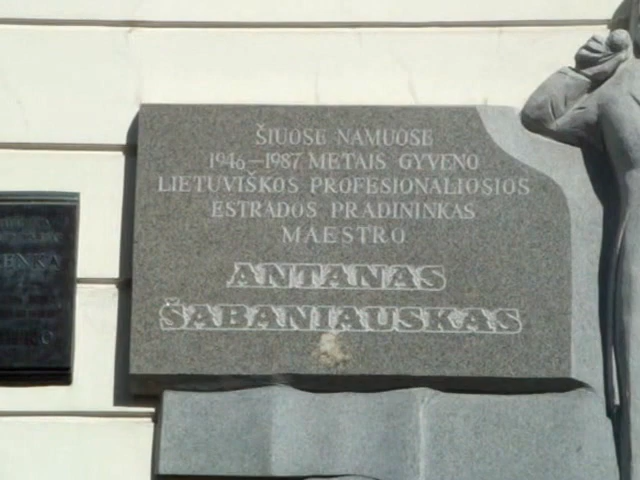 ŠIUOSE NAMUOSE
1946–1987 METAIS GYVENO
LIETUVIŠKOS PROFESIONALIOSIOS
ESTRADOS PRADININKAS
MAESTRO
ANTANAS
ŠABANIAUSKAS